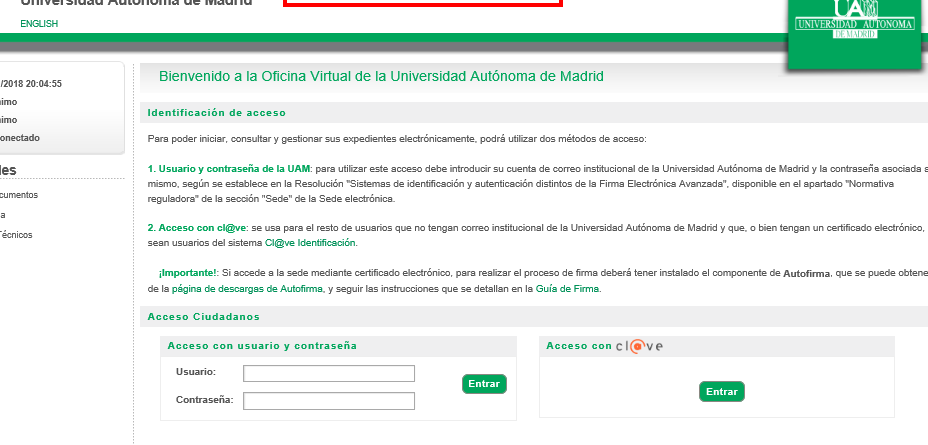 Universidad Autónoma de Madrid
ENGLISH
UAM
UNIVERSIDAD AUTONOMA
DE MADRID
/2018 20:04:55
nimo
nimo
onectado
les
cumentos
a
Técnicos
Bienvenido a la Oficina Virtual de la Universidad Autónoma de Madrid
Identificación de acceso
Para poder iniciar, consultar y gestionar sus expedientes electrónicamente, podrá utilizar dos métodos de acceso:
1. Usuario y contraseña de la UAM: para utilizar este acceso debe introducir su cuenta de correo institucional de la Universidad Autónoma de Madrid y la contraseña asociada a
mismo, según se establece en la Resolución "Sistemas de identificación y autenticación distintos de la Firma Electrónica Avanzada", disponible en el apartado "Normativa
reguladora" de la sección "Sede" de la Sede electrónica.
2. Acceso con cl@ve: se usa para el resto de usuarios que no tengan correo institucional de la Universidad Autónoma de Madrid y que, o bien tengan un certificado electrónico,
sean usuarios del sistema Cl@ve Identificación.
¡Importante!: Si accede a la sede mediante certificado electrónico, para realizar el proceso de firma deberá tener instalado el componente de Autofirma, que se puede obtene
de la página de descargas de Autofirma, y seguir las instrucciones que se detallan en la Guía de Firma.
Acceso Ciudadanos
Acceso con usuario y contraseña
Usuario:
Contraseña:
Entrar
Acceso con cl@ve
Entrar